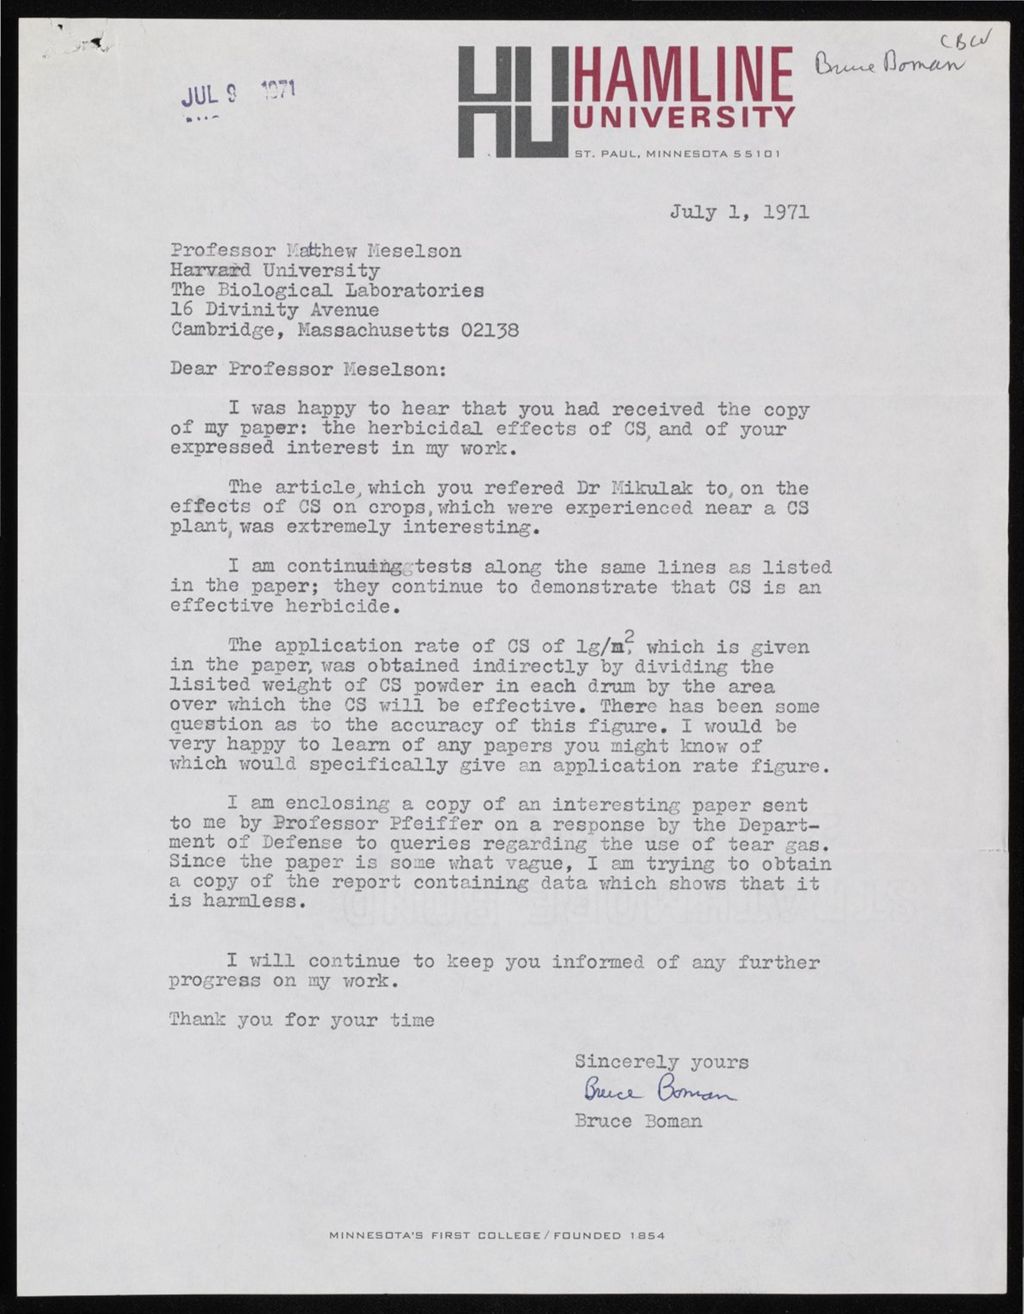 CBW
Bruce Boman
JUL 9 1971
HU HAMLINE
UNIVERSITY
ST. PAUL, MINNESOTA 55101
July 1, 1971
Professor Matthew Meselson
Harvard University
The Biological Laboratories
16 Divinity Avenue
Cambridge, Massachusetts 02138
Dear Professor Meselson:
I was happy to hear that you had received the copy
of my paper: the herbicidal effects of CS, and of your
expressed interest in my work.
The article, which you refered Dr Mikulak to, on the
effects of CS on crops, which were experienced near a CS
plant, was extremely interesting.
I am continuing tests along the same lines as listed
in the paper; they continue to demonstrate that CS is an
effective herbicide.
The application rate of CS of 1g/m², which is given
in the paper, was obtained indirectly by dividing the
lisited weight of CS powder in each drum by the area
over which the CS will be effective. There has been some
question as to the accuracy of this figure. I would be
very happy to learn of any papers you might know of
which would specifically give an application rate figure.
I am enclosing a copy of an interesting paper sent
to me by Professor Pfeiffer on a response by the Depart-
ment of Defense to queries regarding the use of tear gas.
Since the paper is some what vague, I am trying to obtain
a copy of the report containing data which shows that it
is harmless.
I will continue to keep you informed of any further
progress on my work.
Thank you for your time
Sincerely yours
Bruce Boman
Bruce Boman
MINNESOTA'S FIRST COLLEGE/FOUNDED 1854